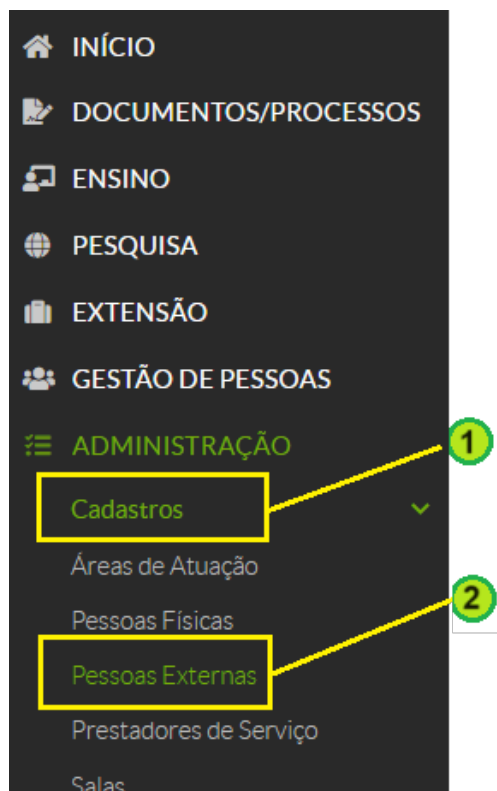 INÍCIO
DOCUMENTOS/PROCESSOS
ENSINO
PESQUISA
EXTENSÃO
GESTÃO DE PESSOAS
ADMINISTRAÇÃO
1
Cadastros
Áreas de Atuação
2
Pessoas Físicas
Pessoas Externas
Prestadores de Serviço
Salas